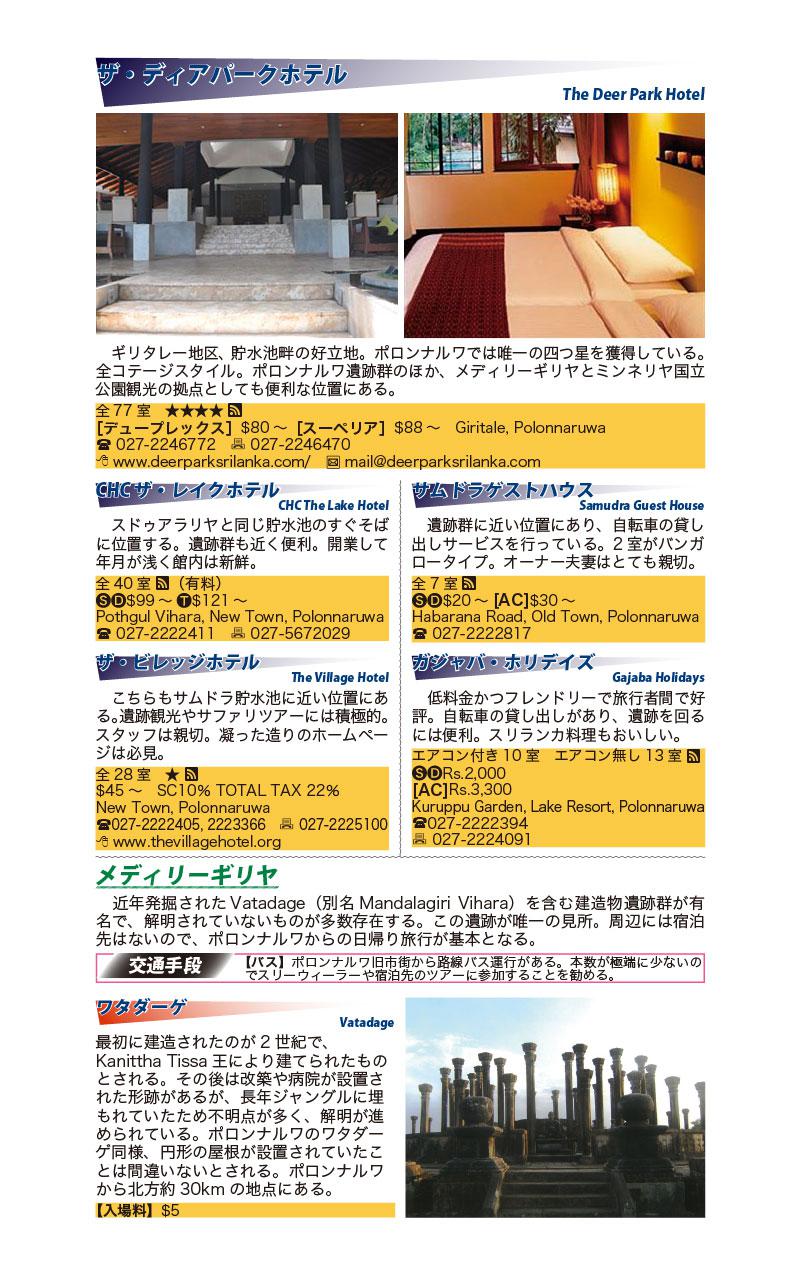 ザ・ディアパークホテル
The Deer Park Hotel
ギリタレー地区、貯水池畔の好立地。ポロンナルワでは唯一の四つ星を獲得している。
全コテージスタイル。ポロンナルワ遺跡群のほか、メディリーギリヤとミンネリヤ国立
公園観光の拠点としても便利な位置にある。
全 77 室 ★★★★
[デュープレックス] $80～ [スーペリア] $88～ Giritale, Polonnaruwa
☎ 027-2246772 027-2246470
www.deerparksrilanka.com/ mail@deerparksrilanka.com
CHC ザ・レイクホテル
CHC The Lake Hotel
スドゥアラリヤと同じ貯水池のすぐそば
に位置する。遺跡群も近く便利。開業して
年月が浅く館内は新鮮。
全 40 室（有料）
ⓈⒹ$99～ Ⓣ$121～
Pothgul Vihara, New Town, Polonnaruwa
☎ 027-2222411 027-5672029
ザ・ビレッジホテル
The Village Hotel
こちらもサムドラ貯水池に近い位置にあ
る。遺跡観光やサファリツアーには積極的。
スタッフは親切。凝った造りのホームペー
ジは必見。
全 28 室 ★
$45～ SC10% TOTAL TAX 22%
New Town, Polonnaruwa
☎027-2222405, 2223366 027-2225100
www.thevillagehotel.org
サムドラゲストハウス
Samudra Guest House
遺跡群に近い位置にあり、自転車の貸し
出しサービスを行っている。2 室がバンガ
ロータイプ。オーナー夫妻はとても親切。
全 7 室
ⓈⒹ$20～ [AC]$30～
Habarana Road, Old Town, Polonnaruwa
☎ 027-2222817
ガジャバ・ホリデイズ
Gajaba Holidays
低料金かつフレンドリーで旅行者間で好
評。自転車の貸し出しがあり、遺跡を回る
には便利。スリランカ料理もおいしい。
エアコン付き 10 室 エアコン無し 13 室
ⓈⒹRs.2,000
[AC]Rs.3,300
Kuruppu Garden, Lake Resort, Polonnaruwa
☎027-2222394
027-2224091
メディリーギリヤ
近年発掘された Vatadage（別名 Mandalagiri Vihara）を含む建造物遺跡群が有
名で、解明されていないものが多数存在する。この遺跡が唯一の見所。周辺には宿泊
先はないので、ポロンナルワからの日帰り旅行が基本となる。
交通手段
【バス】ポロンナルワ旧市街から路線バス運行がある。本数が極端に少ないの
でスリーウィーラーや宿泊先のツアーに参加することを勧める。
ワタダーゲ
Vatadage
最初に建造されたのが 2 世紀で、
Kanittha Tissa 王により建てられたもの
とされる。その後は改築や病院が設置さ
れた形跡があるが、長年ジャングルに埋
もれていたため不明点が多く、解明が進
められている。ポロンナルワのワタダー
ゲ同様、円形の屋根が設置されていたこ
とは間違いないとされる。ポロンナルワ
から北方約 30km の地点にある。
【入場料】$5